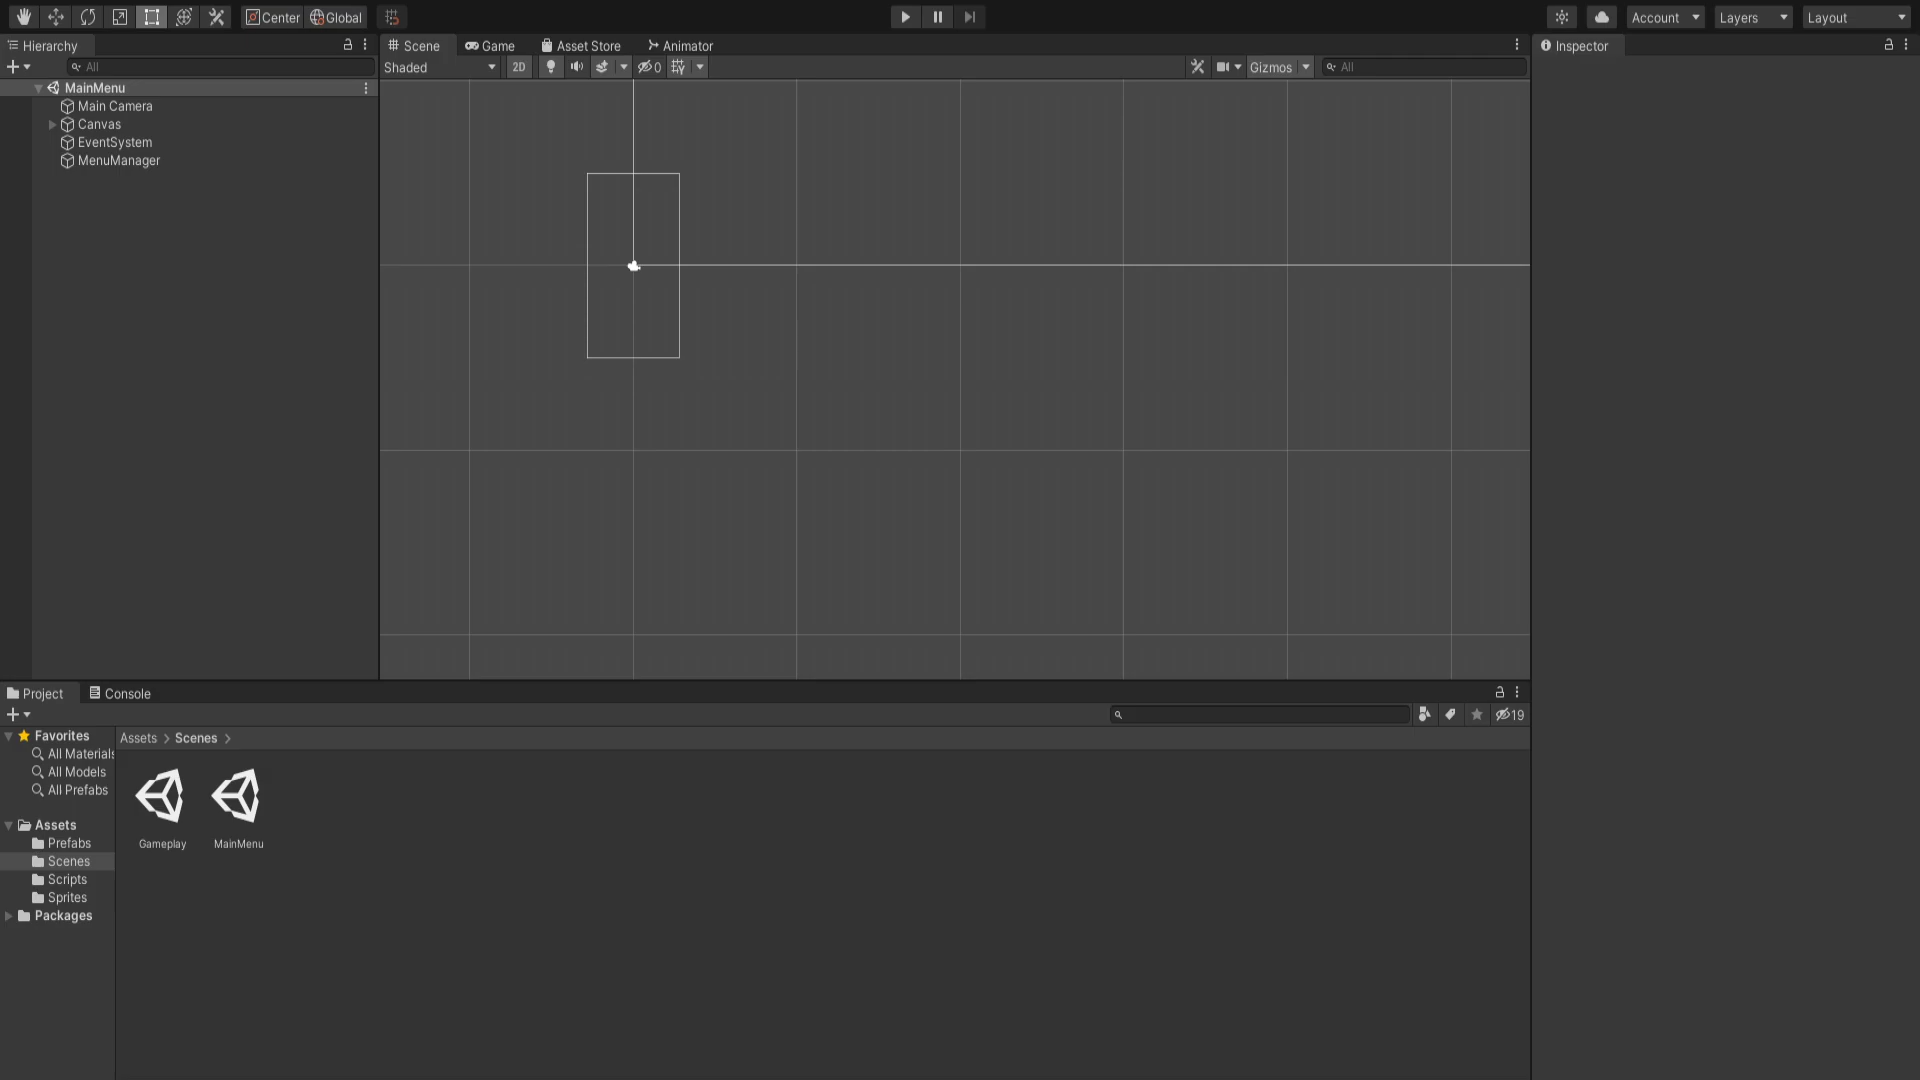 Center Global Account Layers Layout
Hierarchy
All
MainMenu
Main Camera
Canvas
EventSystem
MenuManager
Scene Game Asset Store Animator
Shaded 2D 0 Gizmos All
Inspector
Project Console
19
Favorites
All Materials
All Models
All Prefabs
Assets
Prefabs
Scenes
Scripts
Sprites
Packages
Assets > Scenes >
Gameplay MainMenu